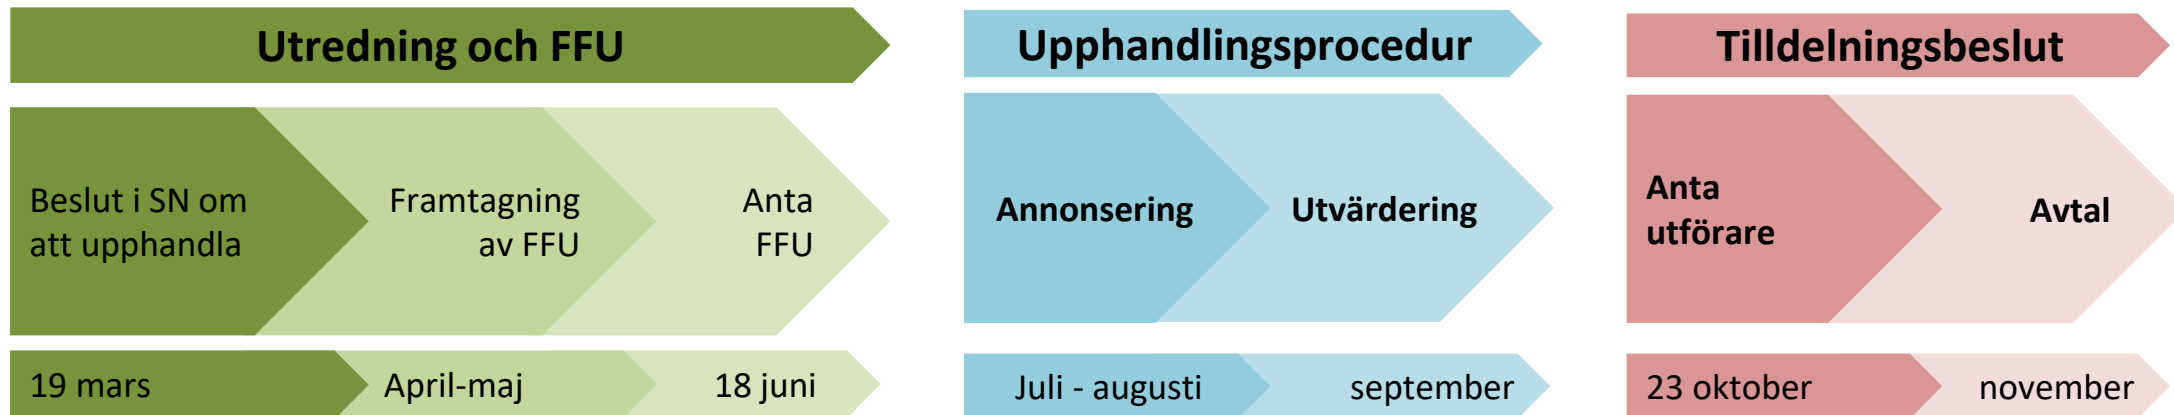 Utredning och FFU
Beslut i SN om
att upphandla
Framtagning
av FFU
Anta
FFU
19 mars
April-maj
18 juni
Upphandlingsprocedur
Annonsering
Utvärdering
Juli - augusti
september
Tilldelningsbeslut
Anta
utförare
Avtal
23 oktober
november